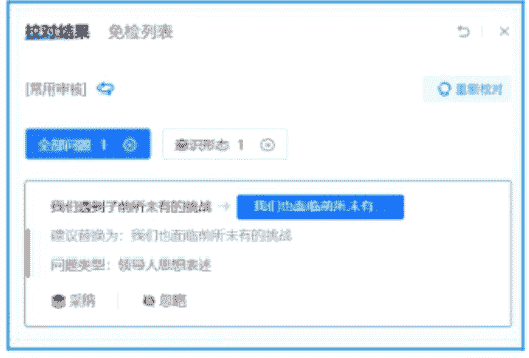 校对结果 免检列表
[常用审核] 重新校对
全部问题 1 意识形态 1
我们遇到了前所未有的挑战 → 我们也面临前所未有...
建议替换为：我们也面临前所未有的挑战
问题类型：领导人思想表述
采纳 忽略